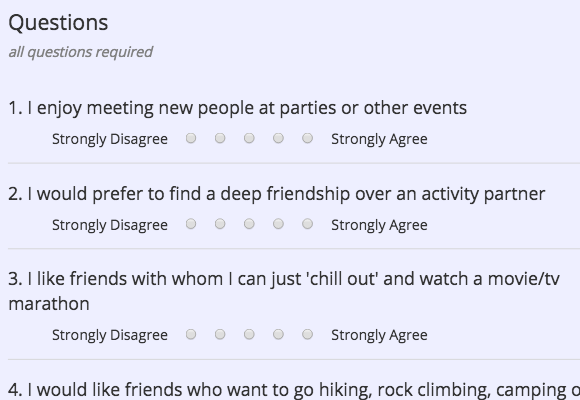 Questions
all questions required
1. I enjoy meeting new people at parties or other events
Strongly Disagree Strongly Agree
2. I would prefer to find a deep friendship over an activity partner
Strongly Disagree Strongly Agree
3. I like friends with whom I can just 'chill out' and watch a movie/tv
marathon
Strongly Disagree Strongly Agree
4. I would like friends who want to go hiking, rock climbing, camping